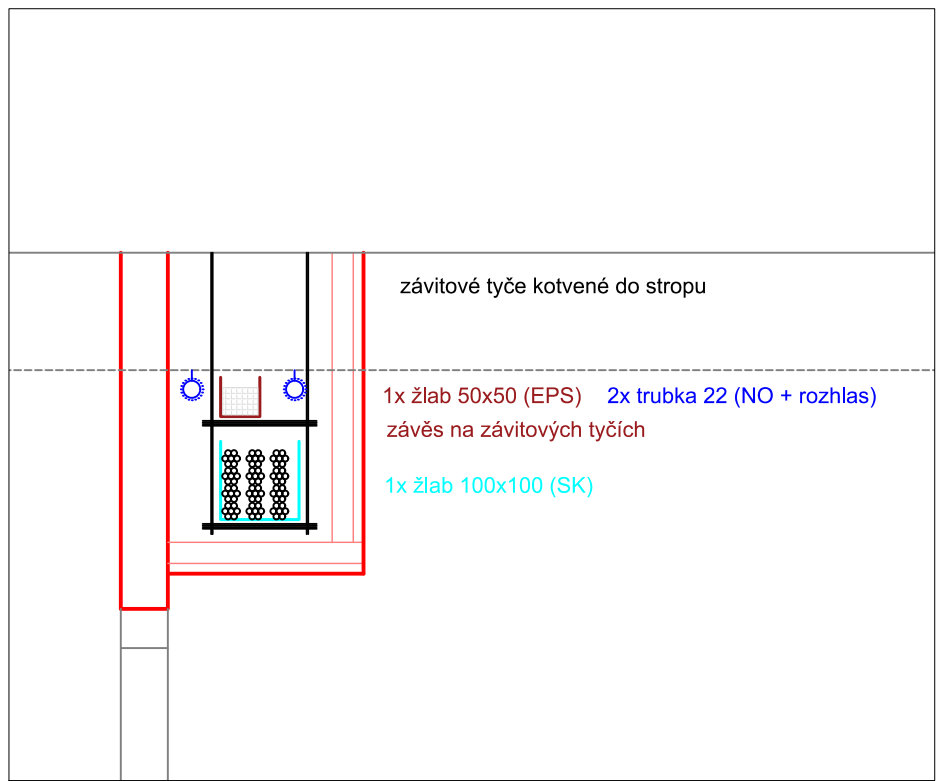 závitové tyče kotvené do stropu
1x žlab 50x50 (EPS) 2x trubka 22 (NO + rozhlas)
závěs na závitových tyčích
1x žlab 100x100 (SK)